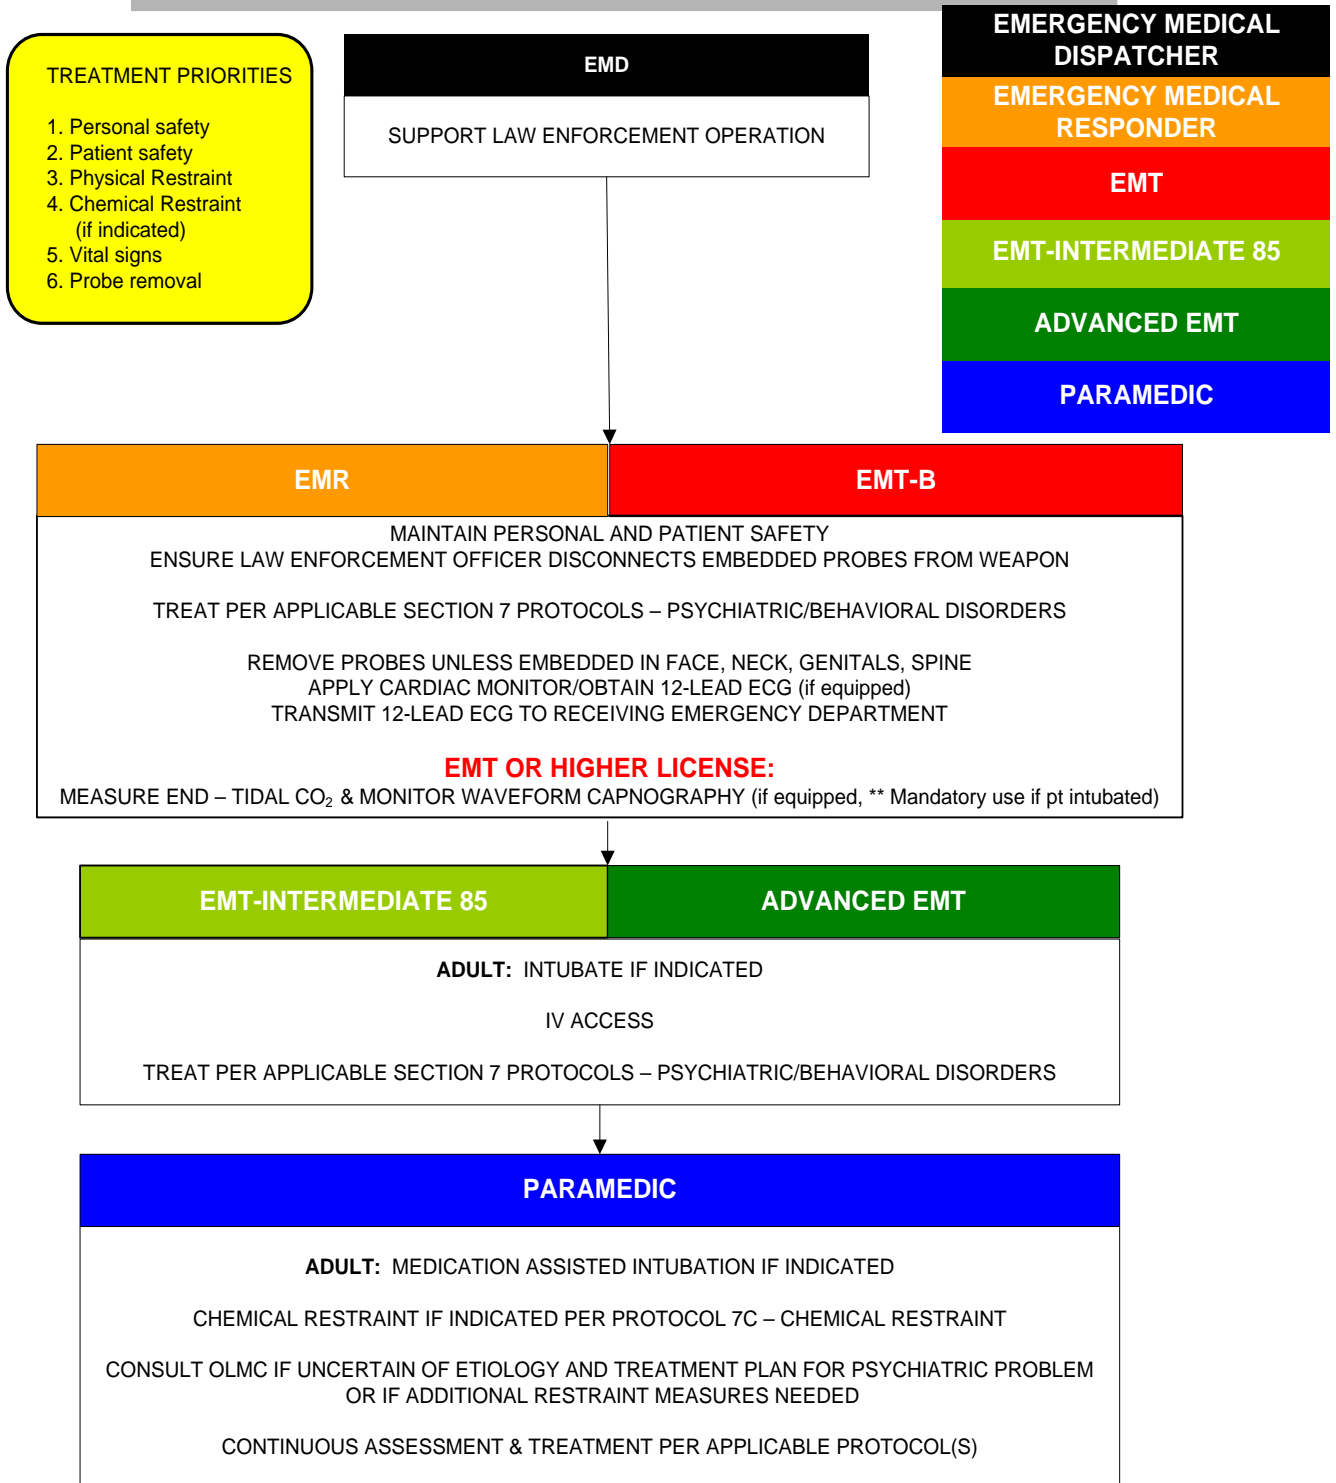 TREATMENT PRIORITIES
1. Personal safety
2. Patient safety
3. Physical Restraint
4. Chemical Restraint
(if indicated)
5. Vital signs
6. Probe removal
EMD
SUPPORT LAW ENFORCEMENT OPERATION
EMERGENCY MEDICAL
DISPATCHER
EMERGENCY MEDICAL
RESPONDER
EMT
EMT-INTERMEDIATE 85
ADVANCED EMT
PARAMEDIC
EMR
EMT-B
MAINTAIN PERSONAL AND PATIENT SAFETY
ENSURE LAW ENFORCEMENT OFFICER DISCONNECTS EMBEDDED PROBES FROM WEAPON
TREAT PER APPLICABLE SECTION 7 PROTOCOLS – PSYCHIATRIC/BEHAVIORAL DISORDERS
REMOVE PROBES UNLESS EMBEDDED IN FACE, NECK, GENITALS, SPINE
APPLY CARDIAC MONITOR/OBTAIN 12-LEAD ECG (if equipped)
TRANSMIT 12-LEAD ECG TO RECEIVING EMERGENCY DEPARTMENT
EMT OR HIGHER LICENSE:
MEASURE END – TIDAL CO₂ & MONITOR WAVEFORM CAPNOGRAPHY (if equipped, ** Mandatory use if pt intubated)
EMT-INTERMEDIATE 85
ADVANCED EMT
ADULT: INTUBATE IF INDICATED
IV ACCESS
TREAT PER APPLICABLE SECTION 7 PROTOCOLS – PSYCHIATRIC/BEHAVIORAL DISORDERS
PARAMEDIC
ADULT: MEDICATION ASSISTED INTUBATION IF INDICATED
CHEMICAL RESTRAINT IF INDICATED PER PROTOCOL 7C – CHEMICAL RESTRAINT
CONSULT OLMC IF UNCERTAIN OF ETIOLOGY AND TREATMENT PLAN FOR PSYCHIATRIC PROBLEM
OR IF ADDITIONAL RESTRAINT MEASURES NEEDED
CONTINUOUS ASSESSMENT & TREATMENT PER APPLICABLE PROTOCOL(S)